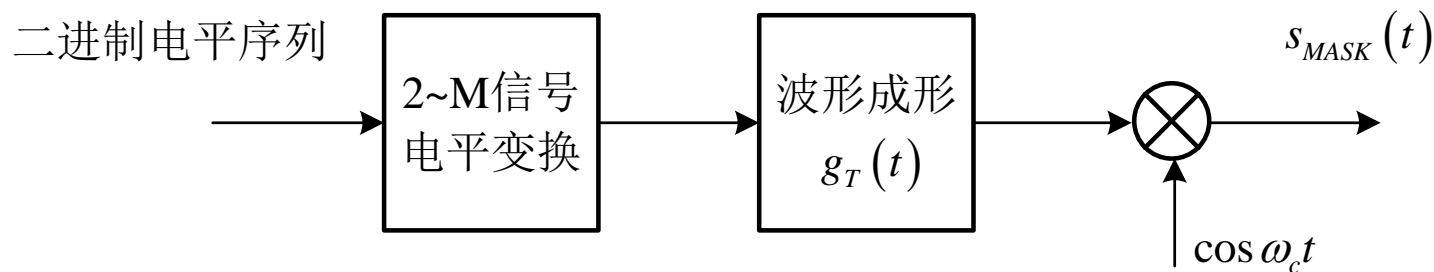 二进制电平序列
2~M信号
电平变换
波形成形
g_T(t)
s_MASK(t)
cos ω_c t